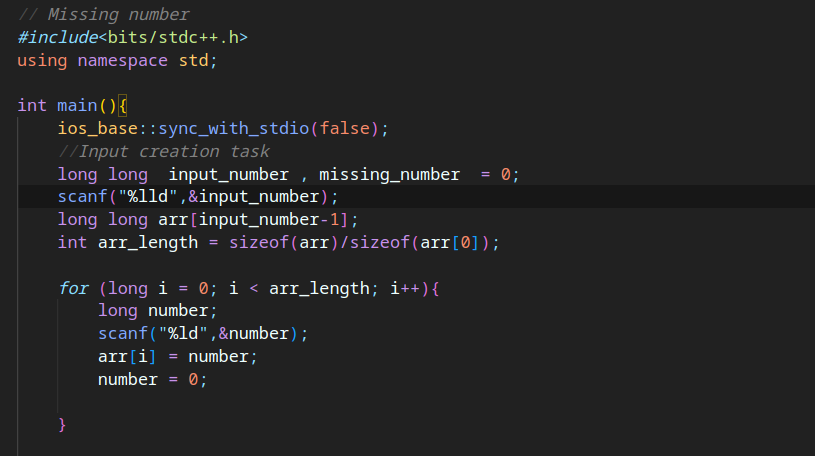 // Missing number
#include<bits/stdc++.h>
using namespace std;
int main(){
ios_base::sync_with_stdio(false);
//Input creation task
long long  input_number , missing_number  = 0;
scanf("%lld",&input_number);
long long arr[input_number-1];
int arr_length = sizeof(arr)/sizeof(arr[0]);
for (long i = 0; i < arr_length; i++){
long number;
scanf("%ld",&number);
arr[i] = number;
number = 0;
}